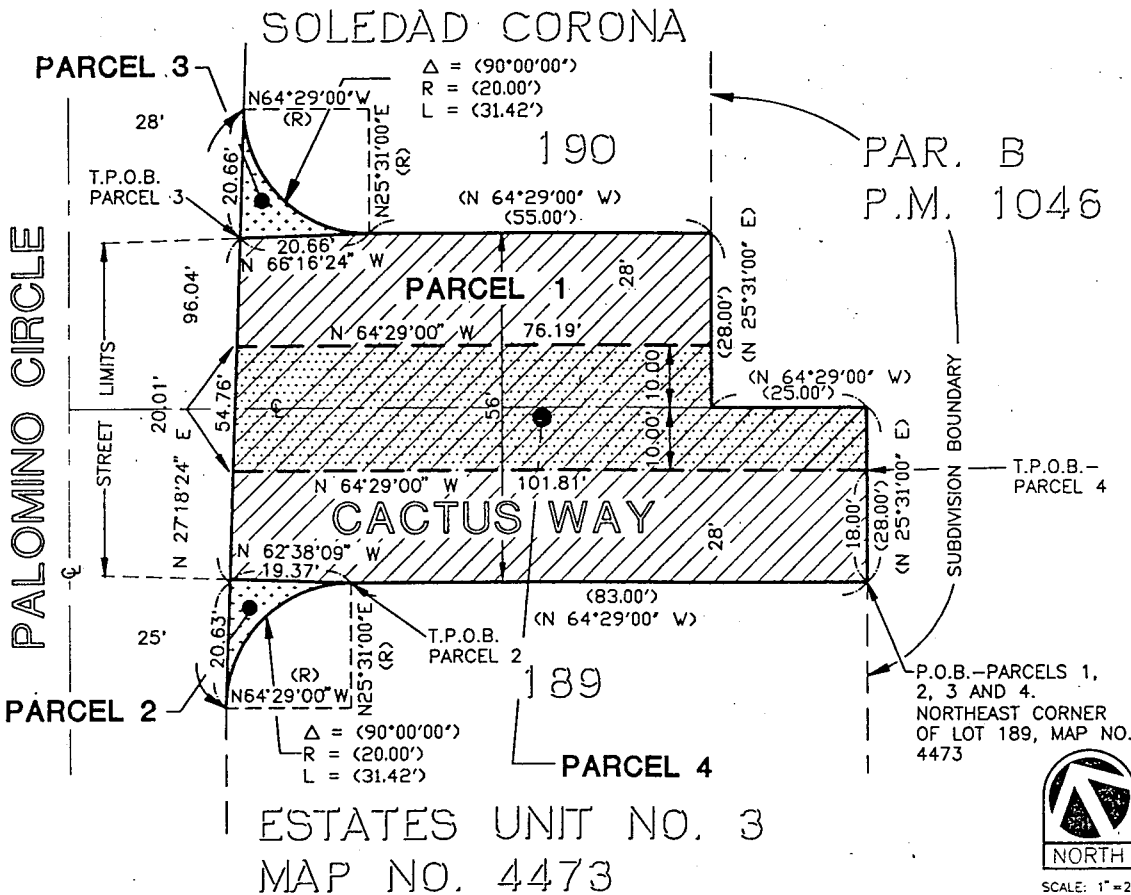 SOLEDAD CORONA
PARCEL 3
N64°29'00"W
(R)
Δ = (90°00'00")
R = (20.00')
L = (31.42')
28'
N25°31'00"E
(R)
190
PAR. B
P.M. 1046
T.P.O.B.
PARCEL 3
20.66'
(N 64°29'00" W)
(55.00')
20.66'
N 66°16'24" W
PARCEL 1
28'
(28.00')
(N 25°31'00" E)
PALOMINO CIRCLE
96.04'
STREET LIMITS
N 64°29'00" W
76.19'
20.01'
54.76'
℄
56'
10.00
10.00'
(N 64°29'00" W)
(25.00')
SUBDIVISION BOUNDARY
N 27°18'24" E
N 64°29'00" W
101.81'
T.P.O.B.-
PARCEL 4
CACTUS WAY
28'
18.00'
(28.00')
(N 25°31'00" E)
℄
N 62°38'09" W
19.37'
(83.00')
(N 64°29'00" W)
25'
20.63'
T.P.O.B.
PARCEL 2
N25°31'00"E
(R)
(R)
N64°29'00"W
189
PARCEL 2
P.O.B.-PARCELS 1,
2, 3 AND 4.
NORTHEAST CORNER
OF LOT 189, MAP NO.
4473
Δ = (90°00'00")
R = (20.00')
L = (31.42')
PARCEL 4
ESTATES UNIT NO. 3
MAP NO. 4473
NORTH
SCALE: 1"=2